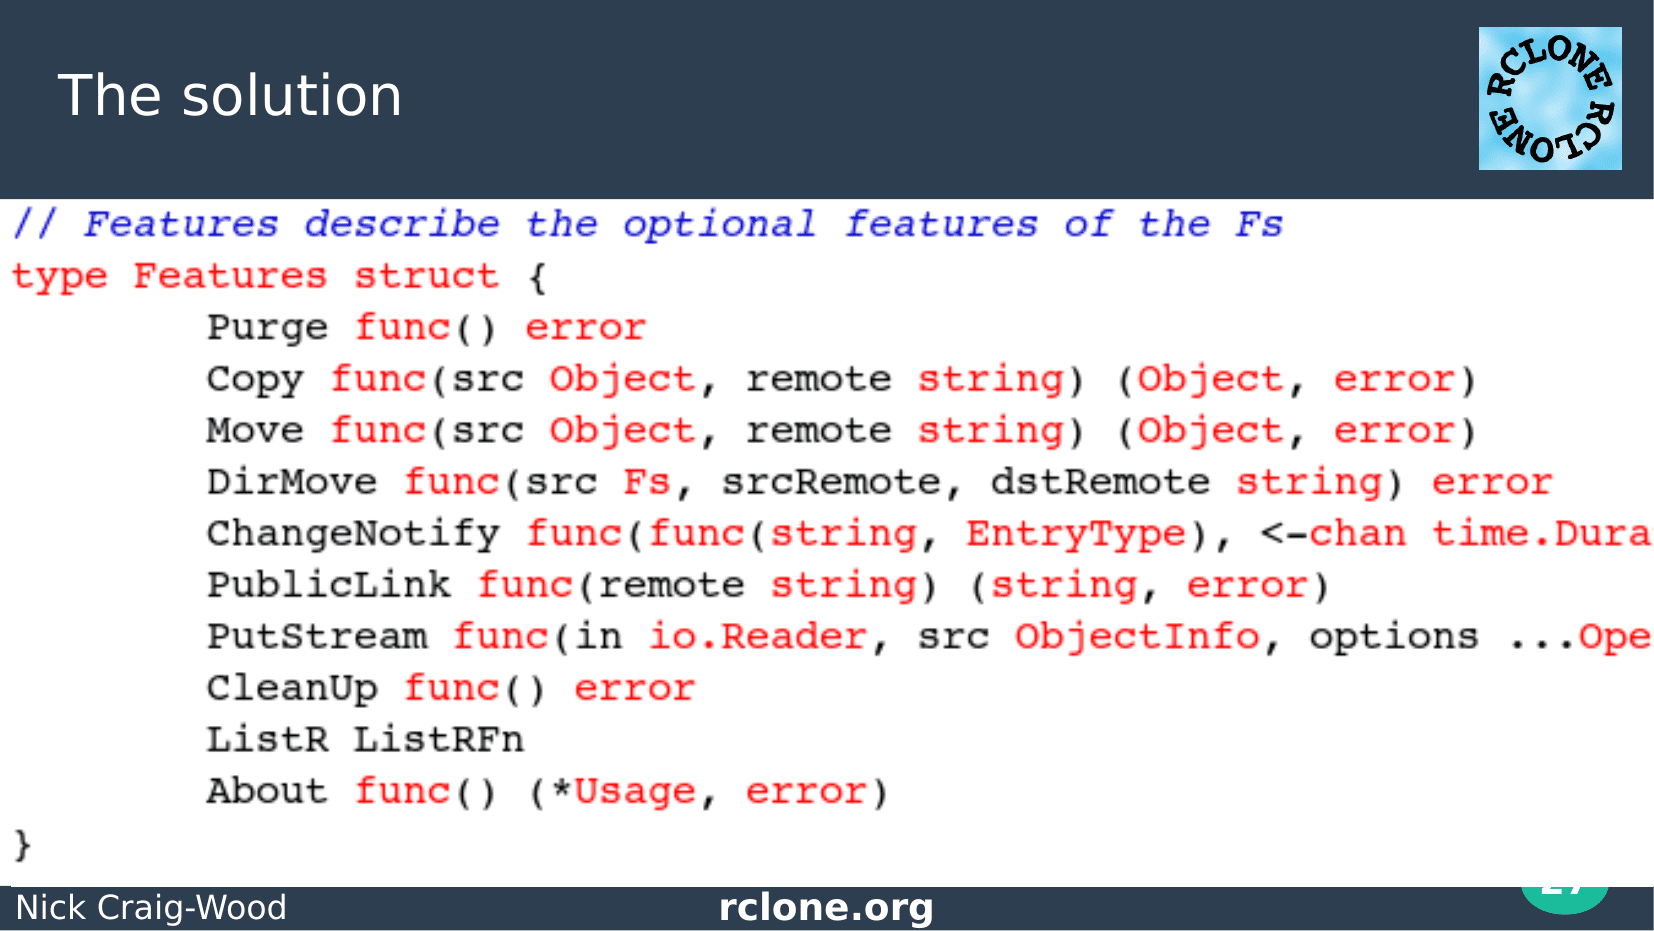 The solution
RCLONE RCLONE
// Features describe the optional features of the Fs
type Features struct {
Purge func() error
Copy func(src Object, remote string) (Object, error)
Move func(src Object, remote string) (Object, error)
DirMove func(src Fs, srcRemote, dstRemote string) error
ChangeNotify func(func(string, EntryType), <-chan time.Dura
PublicLink func(remote string) (string, error)
PutStream func(in io.Reader, src ObjectInfo, options ...Ope
CleanUp func() error
ListR ListRFn
About func() (*Usage, error)
}
Nick Craig-Wood
rclone.org